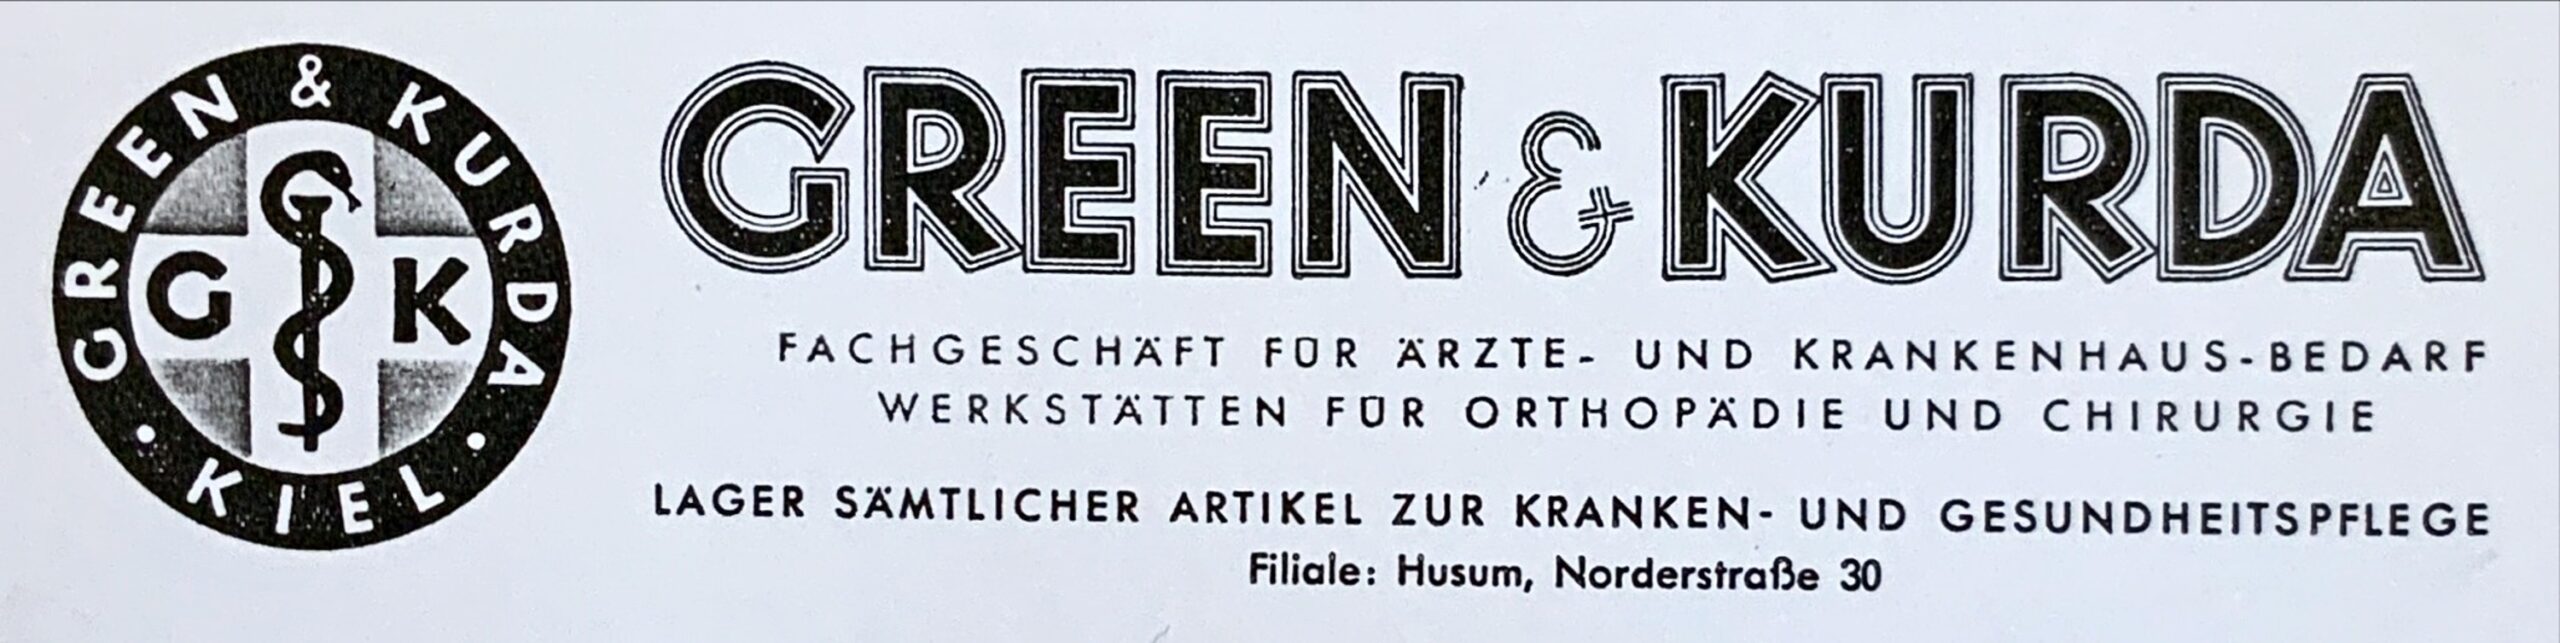 GREEN & KURDA
· KIEL ·
G K
GREEN & KURDA
FACHGESCHÄFT FÜR ÄRZTE- UND KRANKENHAUS-BEDARF
WERKSTÄTTEN FÜR ORTHOPÄDIE UND CHIRURGIE
LAGER SÄMTLICHER ARTIKEL ZUR KRANKEN- UND GESUNDHEITSPFLEGE
Filiale: Husum, Norderstraße 30